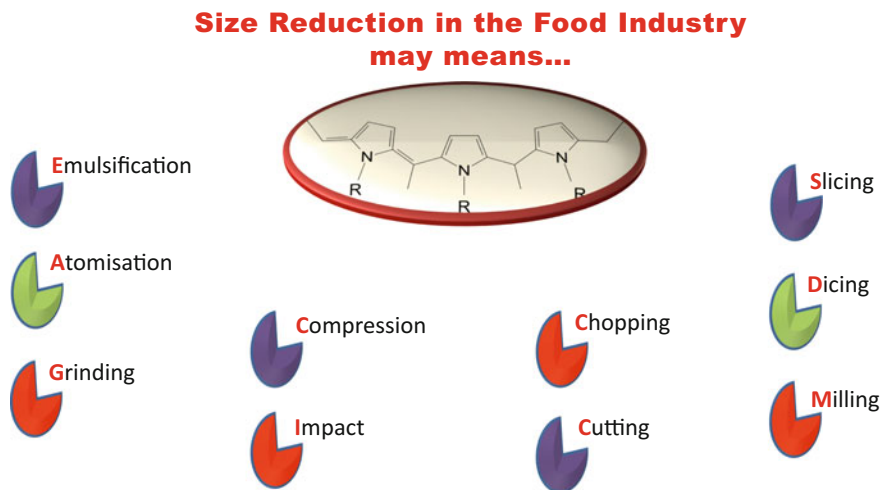 Size Reduction in the Food Industry
may means...
N
R
N
R
N
R
Emulsification
Atomisation
Grinding
Compression
Impact
Chopping
Cutting
Slicing
Dicing
Milling